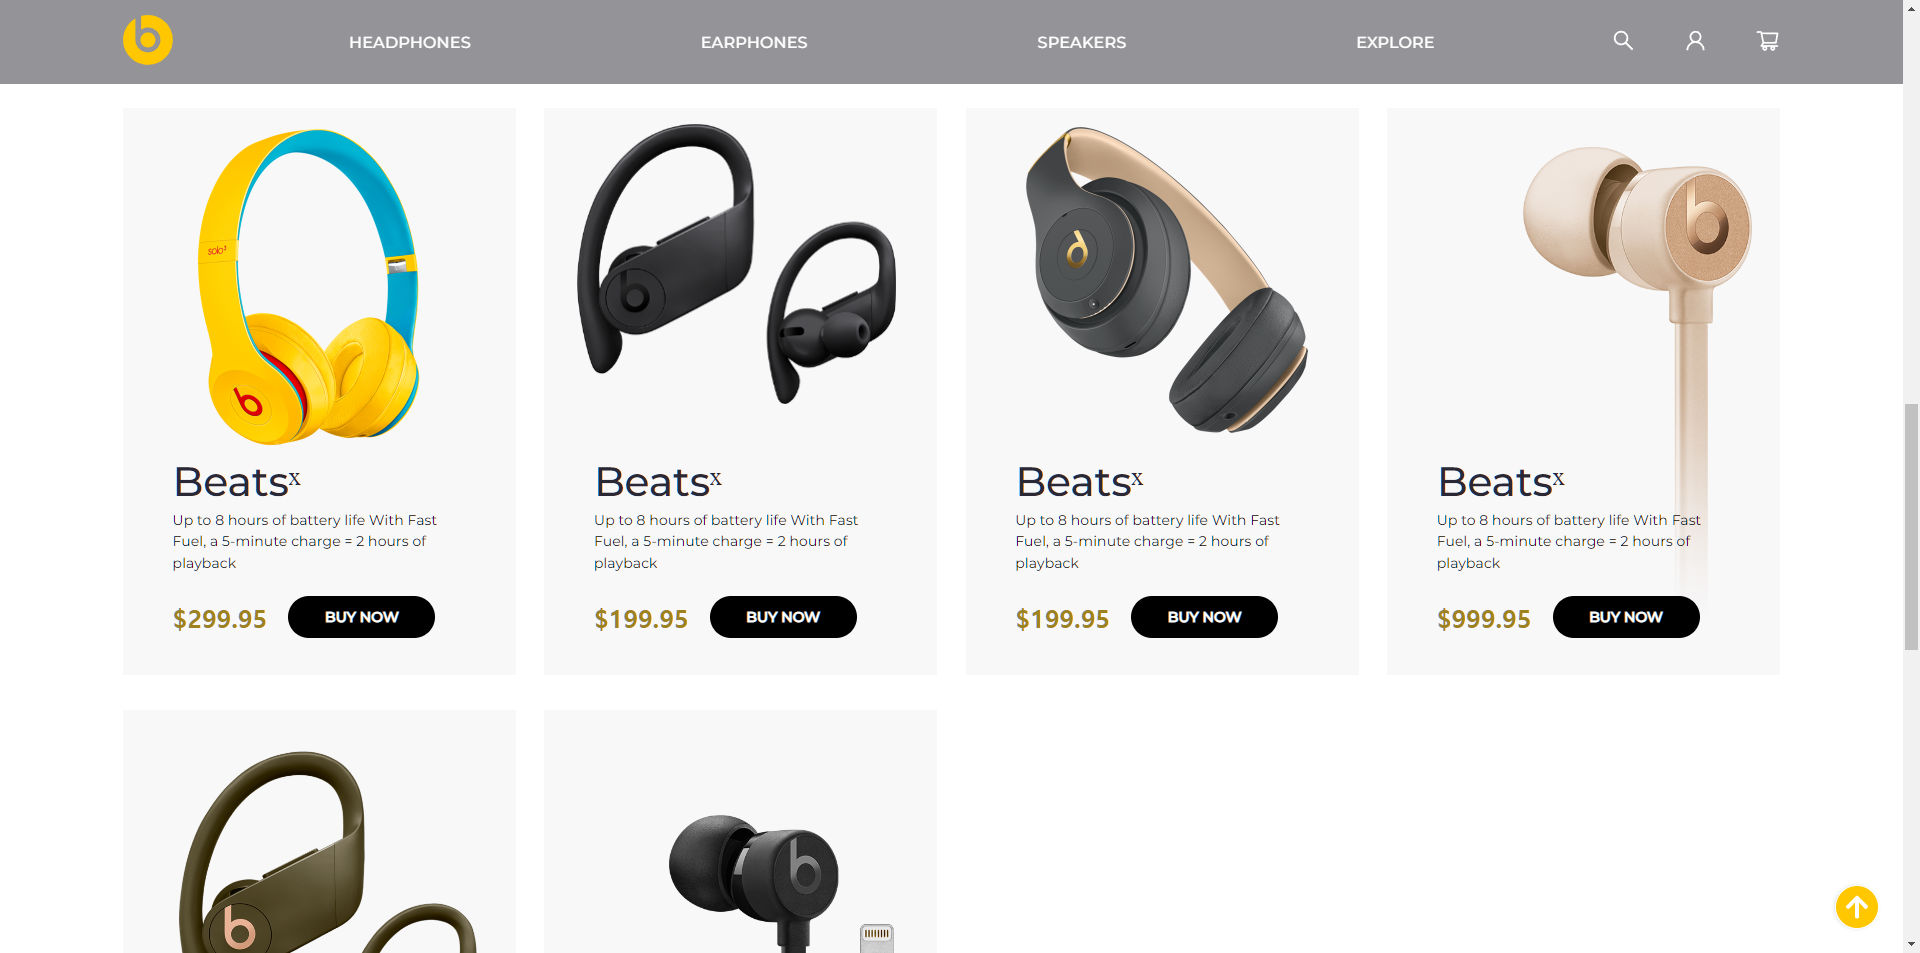 HEADPHONES EARPHONES SPEAKERS EXPLORE
solo³
Beatsˣ
Up to 8 hours of battery life With Fast
Fuel, a 5-minute charge = 2 hours of
playback
$299.95 BUY NOW
Beatsˣ
Up to 8 hours of battery life With Fast
Fuel, a 5-minute charge = 2 hours of
playback
$199.95 BUY NOW
Beatsˣ
Up to 8 hours of battery life With Fast
Fuel, a 5-minute charge = 2 hours of
playback
$199.95 BUY NOW
Beatsˣ
Up to 8 hours of battery life With Fast
Fuel, a 5-minute charge = 2 hours of
playback
$999.95 BUY NOW